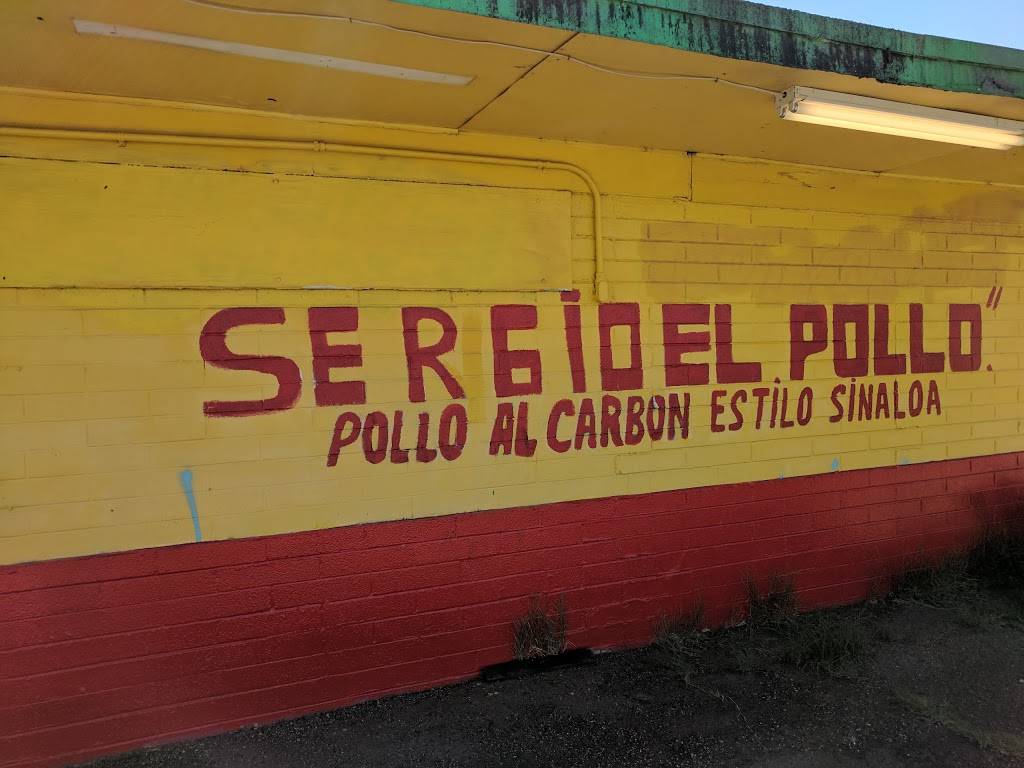 SERGIO EL POLLO."
POLLO AL CARBON ESTILO SINALOA